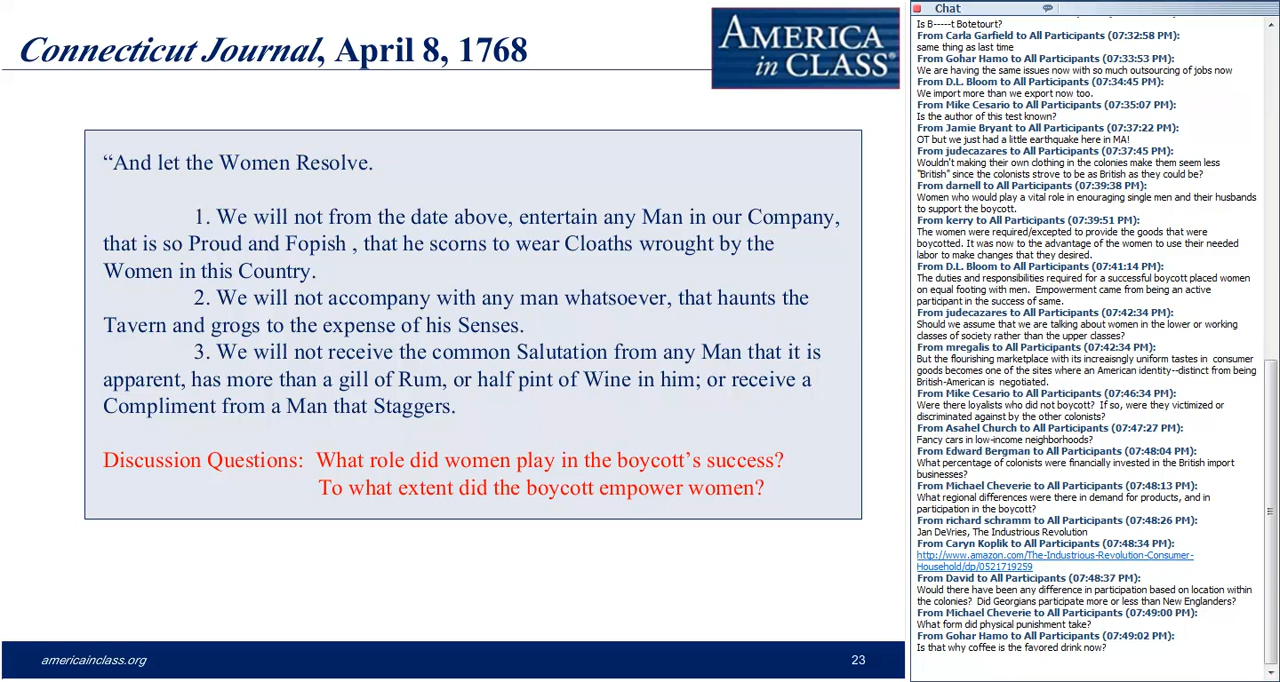 Connecticut Journal, April 8, 1768
AMERICA
in CLASS®
“And let the Women Resolve.
1. We will not from the date above, entertain any Man in our Company,
that is so Proud and Fopish , that he scorns to wear Cloaths wrought by the
Women in this Country.
2. We will not accompany with any man whatsoever, that haunts the
Tavern and grogs to the expense of his Senses.
3. We will not receive the common Salutation from any Man that it is
apparent, has more than a gill of Rum, or half pint of Wine in him; or receive a
Compliment from a Man that Staggers.
Discussion Questions: What role did women play in the boycott’s success?
To what extent did the boycott empower women?
americainclass.org
23
Chat
Is B-----t Botetourt?
From Carla Garfield to All Participants (07:32:58 PM):
same thing as last time
From Gohar Hamo to All Participants (07:33:53 PM):
We are having the same issues now with so much outsourcing of jobs now
From D.L. Bloom to All Participants (07:34:45 PM):
We import more than we export now too.
From Mike Cesario to All Participants (07:35:07 PM):
Is the author of this test known?
From Jamie Bryant to All Participants (07:37:22 PM):
OT but we just had a little earthquake here in MA!
From judecazares to All Participants (07:37:45 PM):
Wouldn't making their own clothing in the colonies make them seem less
"British" since the colonists strove to be as British as they could be?
From darnell to All Participants (07:39:38 PM):
Women who would play a vital role in enouraging single men and their husbands
to support the boycott.
From kerry to All Participants (07:39:51 PM):
The women were required/excepted to provide the goods that were
boycotted. It was now to the advantage of the women to use their needed
labor to make changes that they desired.
From D.L. Bloom to All Participants (07:41:14 PM):
The duties and responsibilities required for a successful boycott placed women
on equal footing with men. Empowerment came from being an active
participant in the success of same.
From judecazares to All Participants (07:42:34 PM):
Should we assume that we are talking about women in the lower or working
classes of society rather than the upper classes?
From mregalis to All Participants (07:42:34 PM):
But the flourishing marketplace with its increaisngly uniform tastes in consumer
goods becomes one of the sites where an American identity--distinct from being
British-American is negotiated.
From Mike Cesario to All Participants (07:46:34 PM):
Were there loyalists who did not boycott? If so, were they victimized or
discriminated against by the other colonists?
From Asahel Church to All Participants (07:47:27 PM):
Fancy cars in low-income neighborhoods?
From Edward Bergman to All Participants (07:48:04 PM):
What percentage of colonists were financially invested in the British import
businesses?
From Michael Cheverie to All Participants (07:48:13 PM):
What regional differences were there in demand for products, and in
participation in the boycott?
From richard schramm to All Participants (07:48:26 PM):
Jan DeVries, The Industrious Revolution
From Caryn Koplik to All Participants (07:48:34 PM):
http://www.amazon.com/The-Industrious-Revolution-Consumer-
Household/dp/0521719259
From David to All Participants (07:48:37 PM):
Would there have been any difference in participation based on location within
the colonies? Did Georgians participate more or less than New Englanders?
From Michael Cheverie to All Participants (07:49:00 PM):
What form did physical punishment take?
From Gohar Hamo to All Participants (07:49:02 PM):
Is that why coffee is the favored drink now?